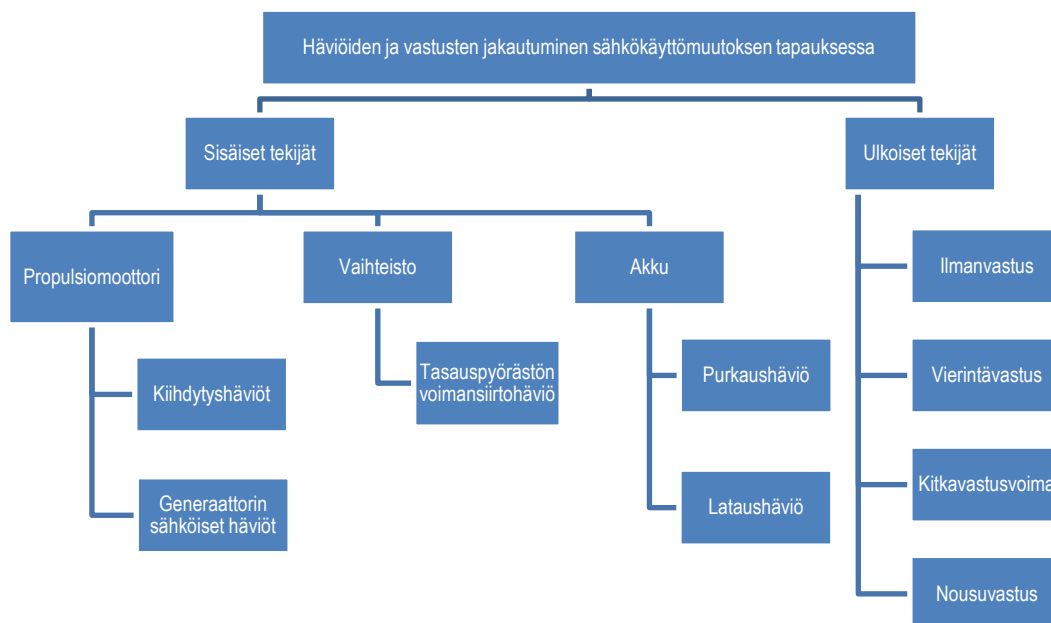 Häviöiden ja vastusten jakautuminen sähkökäyttömuutoksen tapauksessa
Sisäiset tekijät
Ulkoiset tekijät
Propulsiomoottori
Vaihteisto
Akku
Ilmanvastus
Kiihdytyshäviöt
Tasauspyörästön
voimansiirtohäviö
Purkaushäviö
Vierintävastus
Generaattorin
sähköiset häviöt
Lataushäviö
Kitkavastusvoima
Nousuvastus